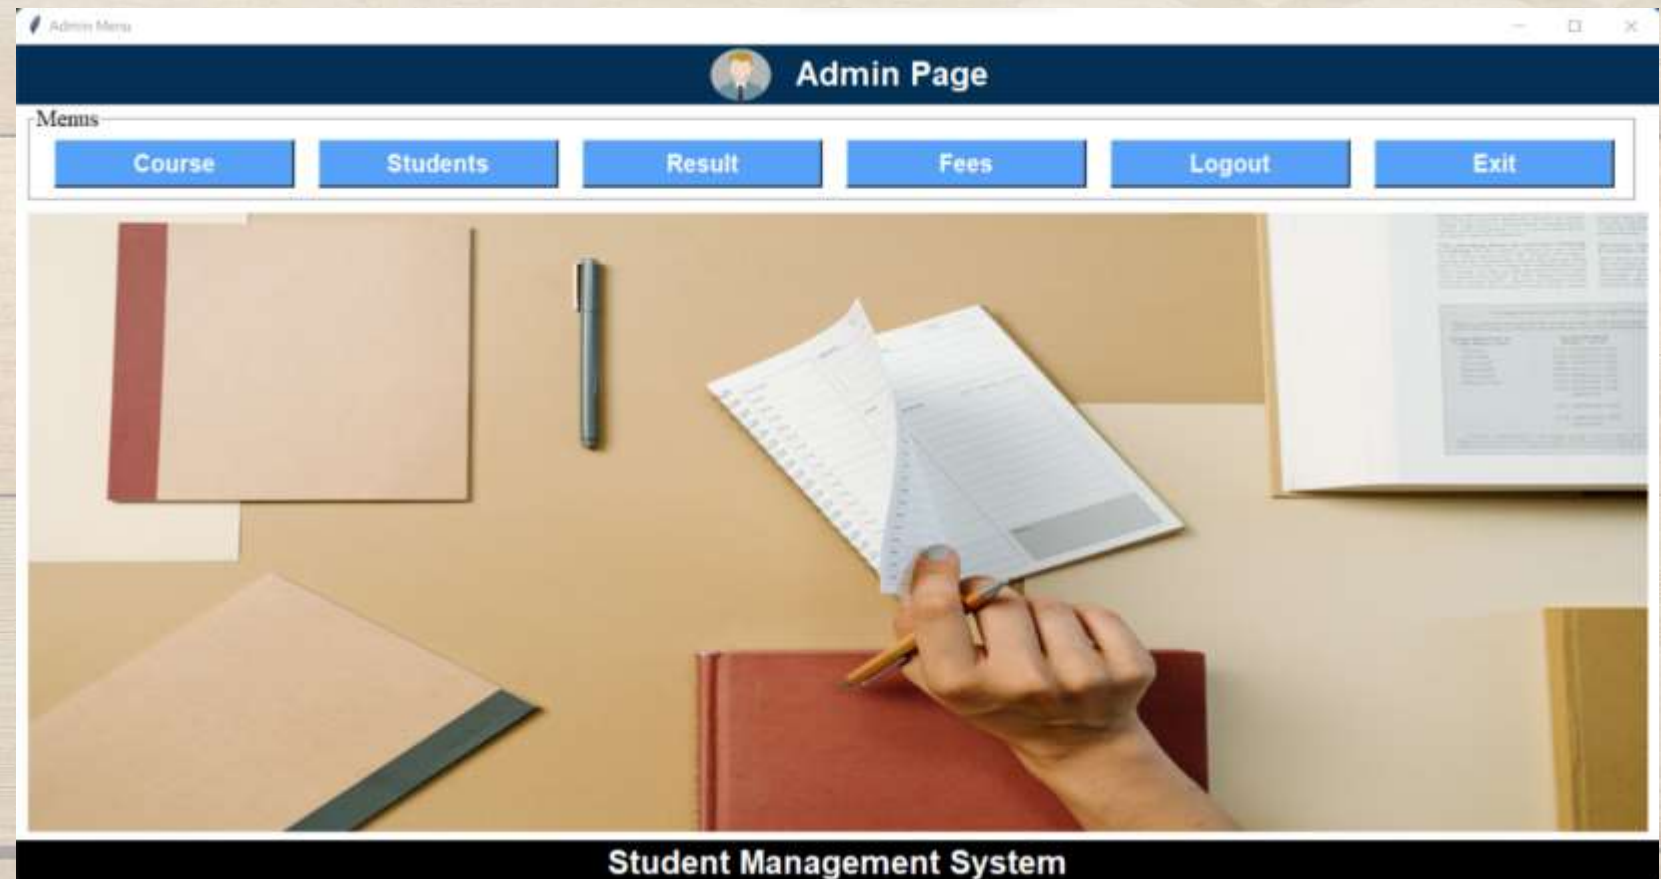 Admin Menu
Admin Page
Menus
Course Students Result Fees Logout Exit
Student Management System